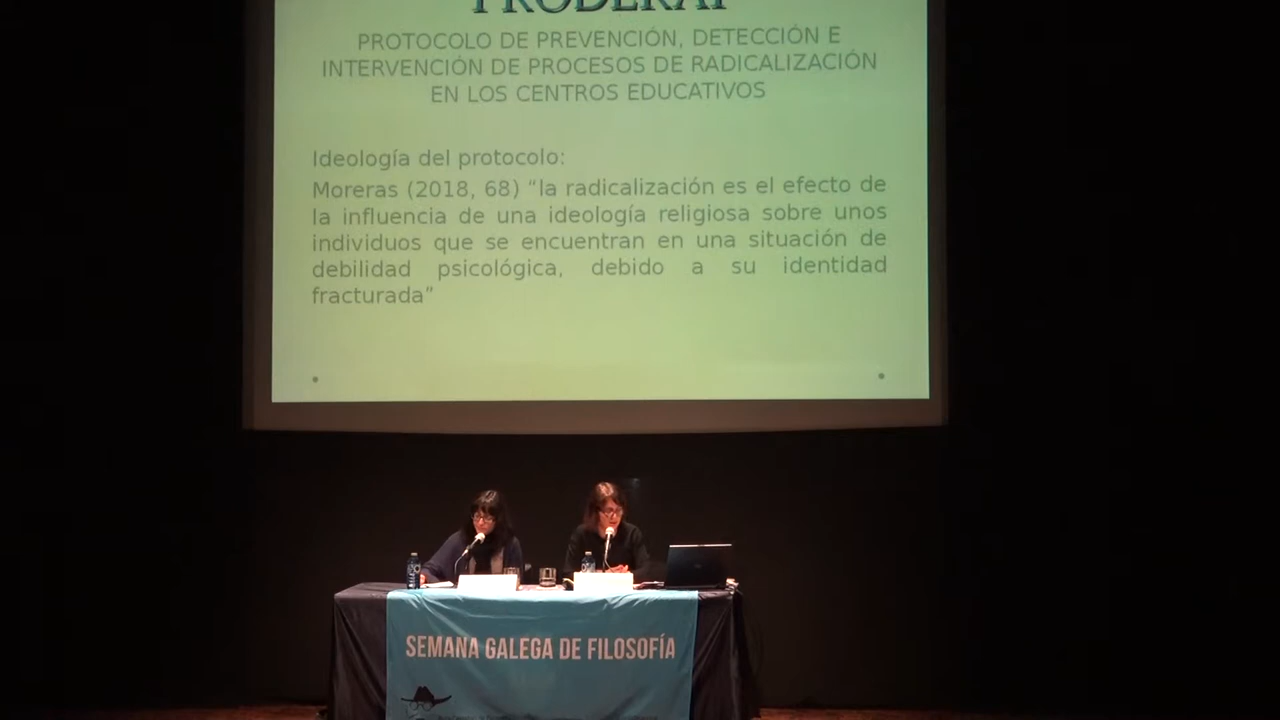 PRODERAI
PROTOCOLO DE PREVENCIÓN, DETECCIÓN E
INTERVENCIÓN DE PROCESOS DE RADICALIZACIÓN
EN LOS CENTROS EDUCATIVOS
Ideología del protocolo:
Moreras (2018, 68) “la radicalización es el efecto de
la influencia de una ideología religiosa sobre unos
individuos que se encuentran en una situación de
debilidad psicológica, debido a su identidad
fracturada”
SEMANA GALEGA DE FILOSOFÍA